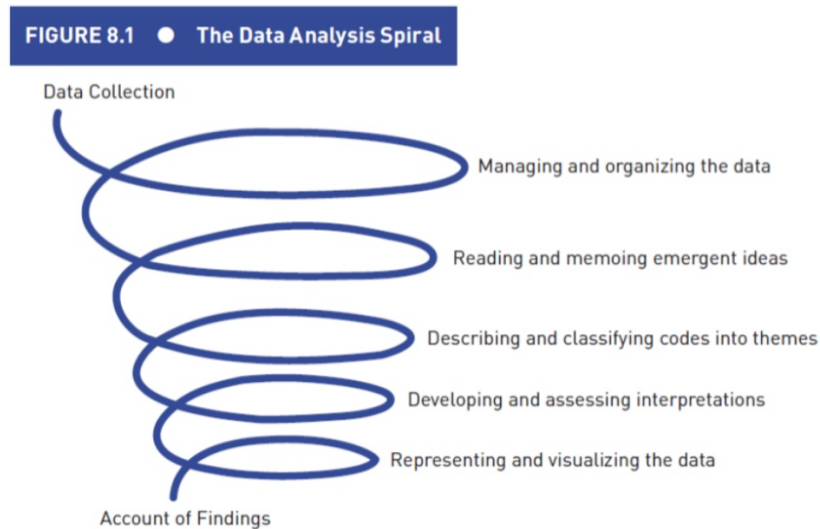 FIGURE 8.1 ● The Data Analysis Spiral
Data Collection
Managing and organizing the data
Reading and memoing emergent ideas
Describing and classifying codes into themes
Developing and assessing interpretations
Representing and visualizing the data
Account of Findings